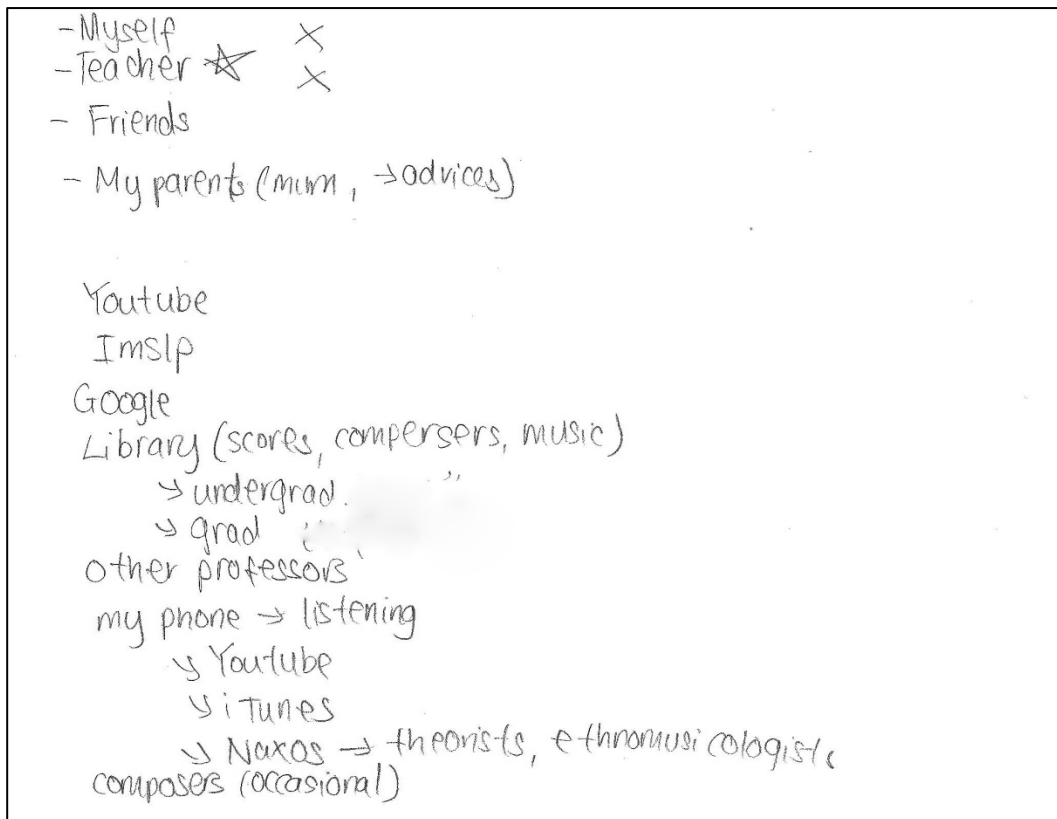 -Myself ×
-Teacher ☆ ×
- Friends
- My parents (mum, →advices)
Youtube
Imslp
Google
Library (scores, compersers, music)
↘ undergrad.
↘ grad
other professors
my phone → listening
↘ Youtube
↘ iTunes
↘ Naxos → theorists, ethnomusicologists
composers (occasional)